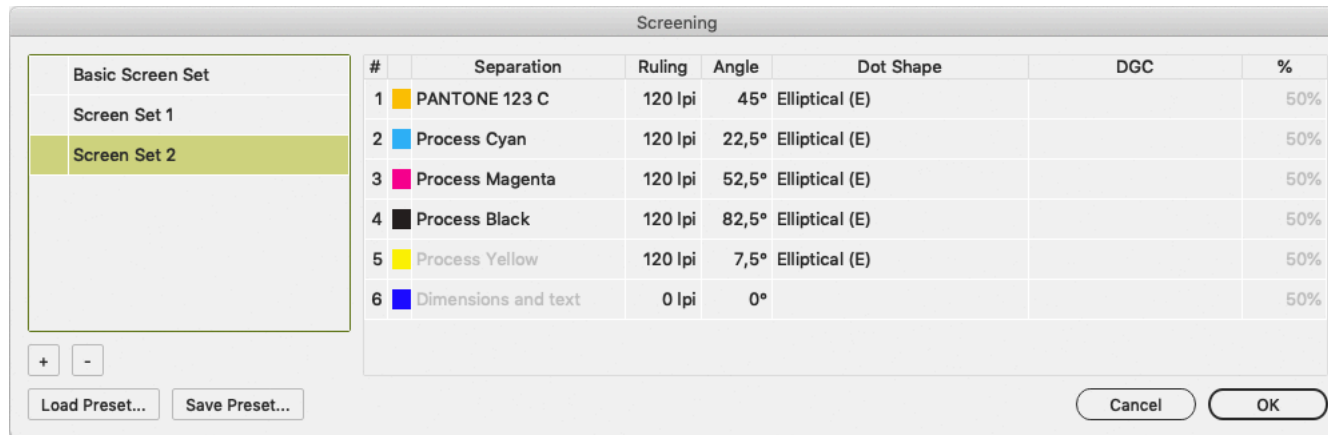 Screening
Basic Screen Set
Screen Set 1
Screen Set 2
+ -
Load Preset... Save Preset...
# Separation Ruling Angle Dot Shape DGC %
1 PANTONE 123 C 120 lpi 45° Elliptical (E) 50%
2 Process Cyan 120 lpi 22,5° Elliptical (E) 50%
3 Process Magenta 120 lpi 52,5° Elliptical (E) 50%
4 Process Black 120 lpi 82,5° Elliptical (E) 50%
5 Process Yellow 120 lpi 7,5° Elliptical (E) 50%
6 Dimensions and text 0 lpi 0° 50%
Cancel OK